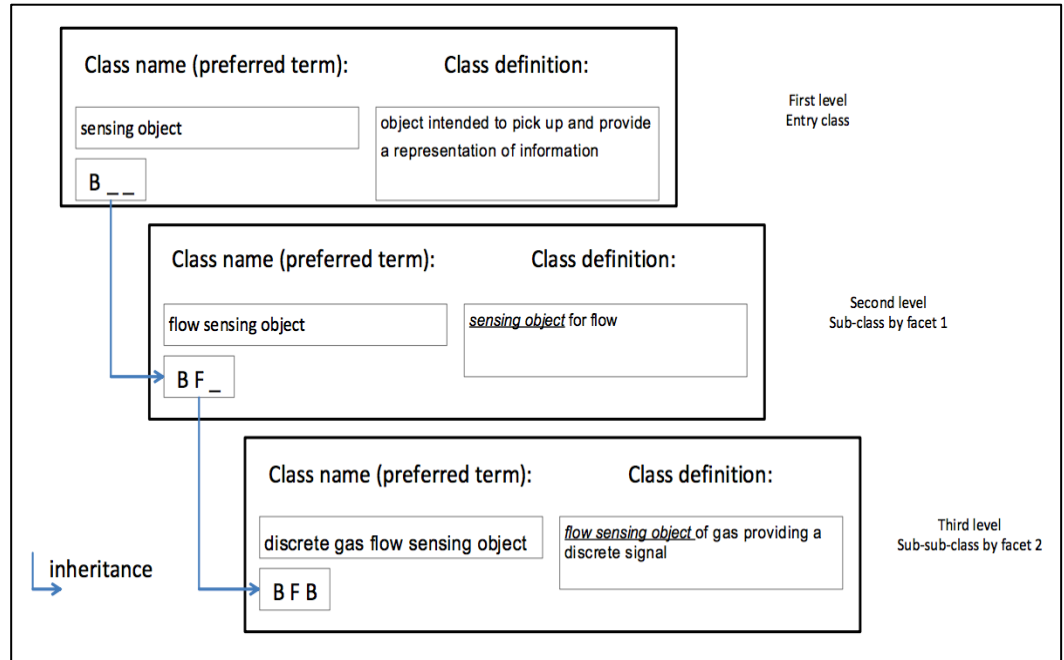 Class name (preferred term):
Class definition:
sensing object
object intended to pick up and provide
a representation of information
B _ _
First level
Entry class
Class name (preferred term):
Class definition:
flow sensing object
sensing object for flow
B F _
Second level
Sub-class by facet 1
Class name (preferred term):
Class definition:
discrete gas flow sensing object
flow sensing object of gas providing a
discrete signal
B F B
Third level
Sub-sub-class by facet 2
inheritance